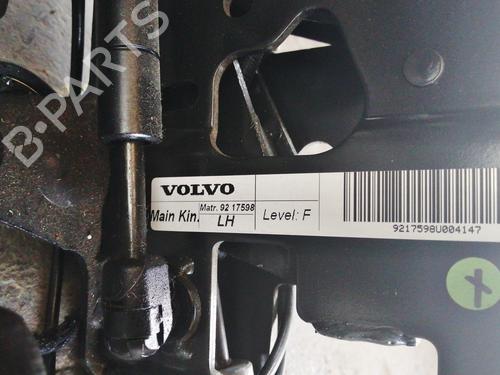 B-PARTS
VOLVO
Matr. 92 17598
Main Kin.
LH
Level: F
9217598U004147